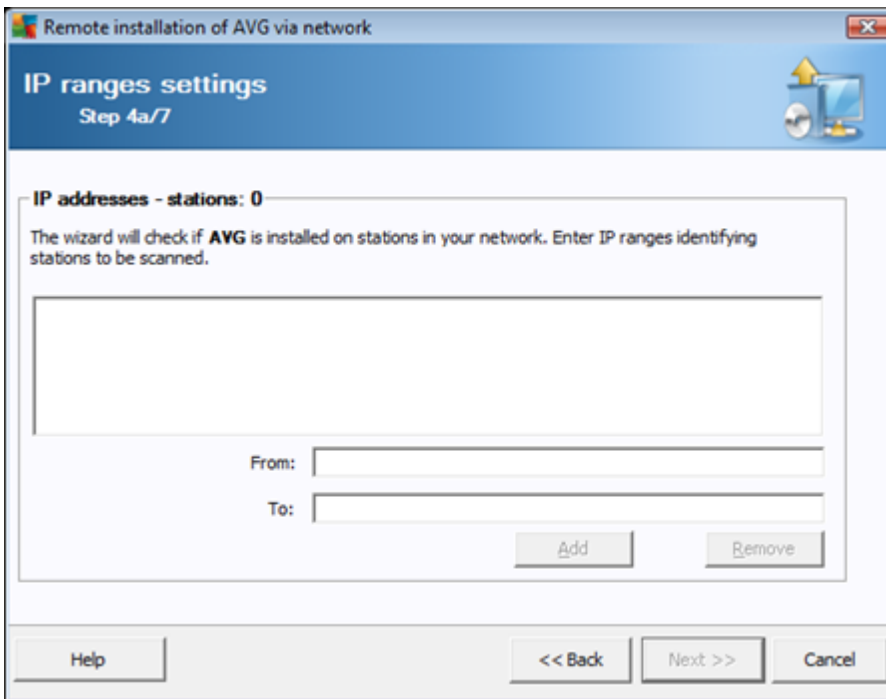 Remote installation of AVG via network
IP ranges settings
Step 4a/7
IP addresses - stations: 0
The wizard will check if AVG is installed on stations in your network. Enter IP ranges identifying
stations to be scanned.
From:
To:
Add
Remove
Help
<< Back
Next >>
Cancel